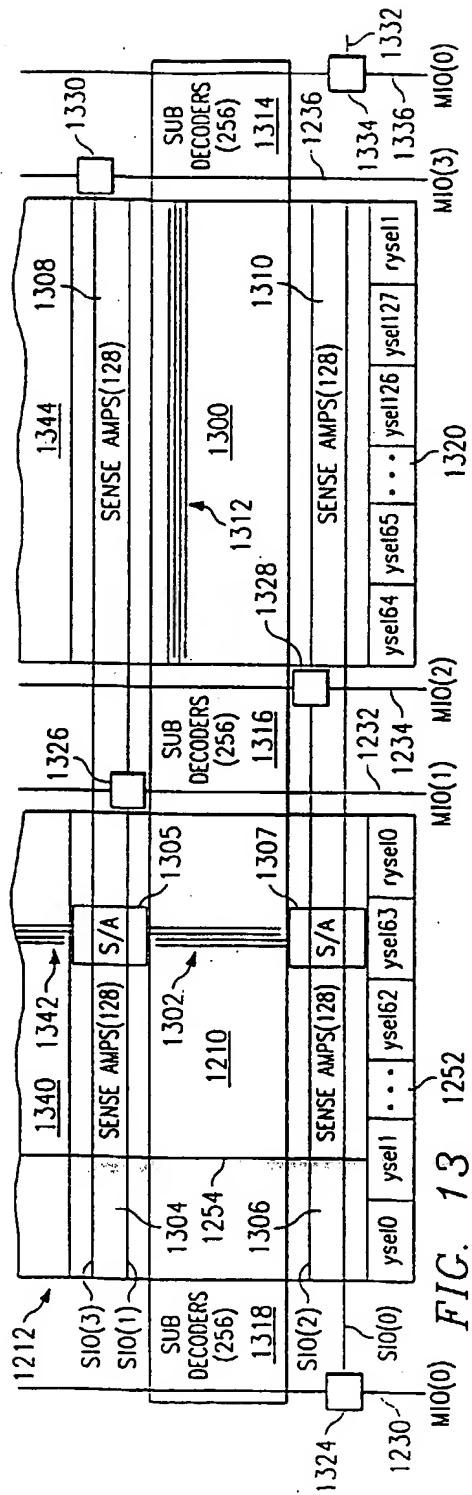 1212
1340
1342
1326
1344
1308
1330
SIO(3)
SIO(1)
SENSE AMPS(128)
S/A
SENSE AMPS(128)
1304
1305
SUB
DECODERS
(256)
1318
1254
1210
1302
SUB
DECODERS
(256)
1316
1312
1300
SUB
DECODERS
(256)
1314
1306
1307
1328
1310
SIO(2)
SIO(0)
SENSE AMPS(128)
S/A
SENSE AMPS(128)
1324
1334
1332
ysel0
ysel1
• • •
ysel62
ysel63
rysel0
ysel64
ysel65
• • •
ysel126
ysel127
rysel1
1230
1252
1232
1234
1320
1236
1336
MIO(0)
MIO(1)
MIO(2)
MIO(3)
MIO(0)
FIG. 13